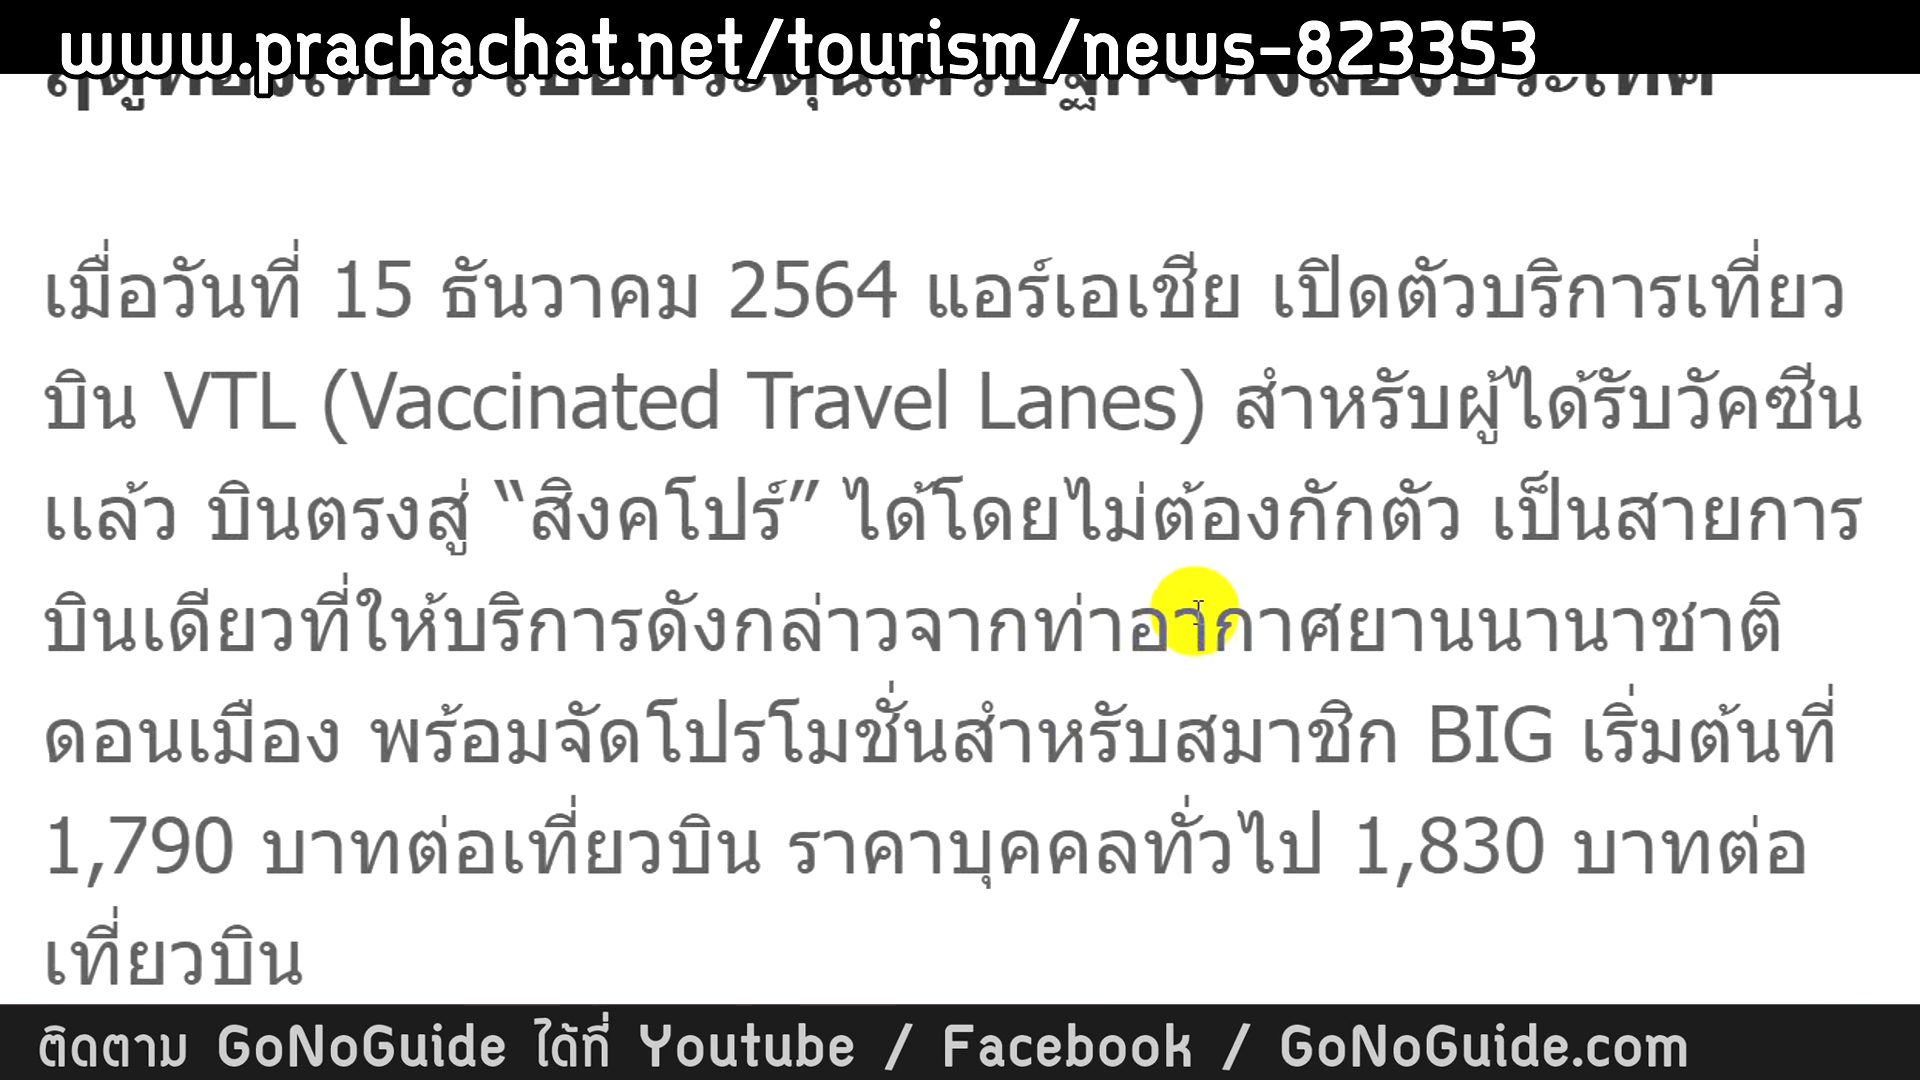 www.prachachat.net/tourism/news-823353
เมื่อวันที่ 15 ธันวาคม 2564 แอร์เอเชีย เปิดตัวบริการเที่ยว
บิน VTL (Vaccinated Travel Lanes) สำหรับผู้ได้รับวัคซีน
แล้ว บินตรงสู่ “สิงคโปร์” ได้โดยไม่ต้องกักตัว เป็นสายการ
บินเดียวที่ให้บริการดังกล่าวจากท่าอากาศยานนานาชาติ
ดอนเมือง พร้อมจัดโปรโมชั่นสำหรับสมาชิก BIG เริ่มต้นที่
1,790 บาทต่อเที่ยวบิน ราคาบุคคลทั่วไป 1,830 บาทต่อ
เที่ยวบิน
ติดตาม GoNoGuide ได้ที่ Youtube / Facebook / GoNoGuide.com